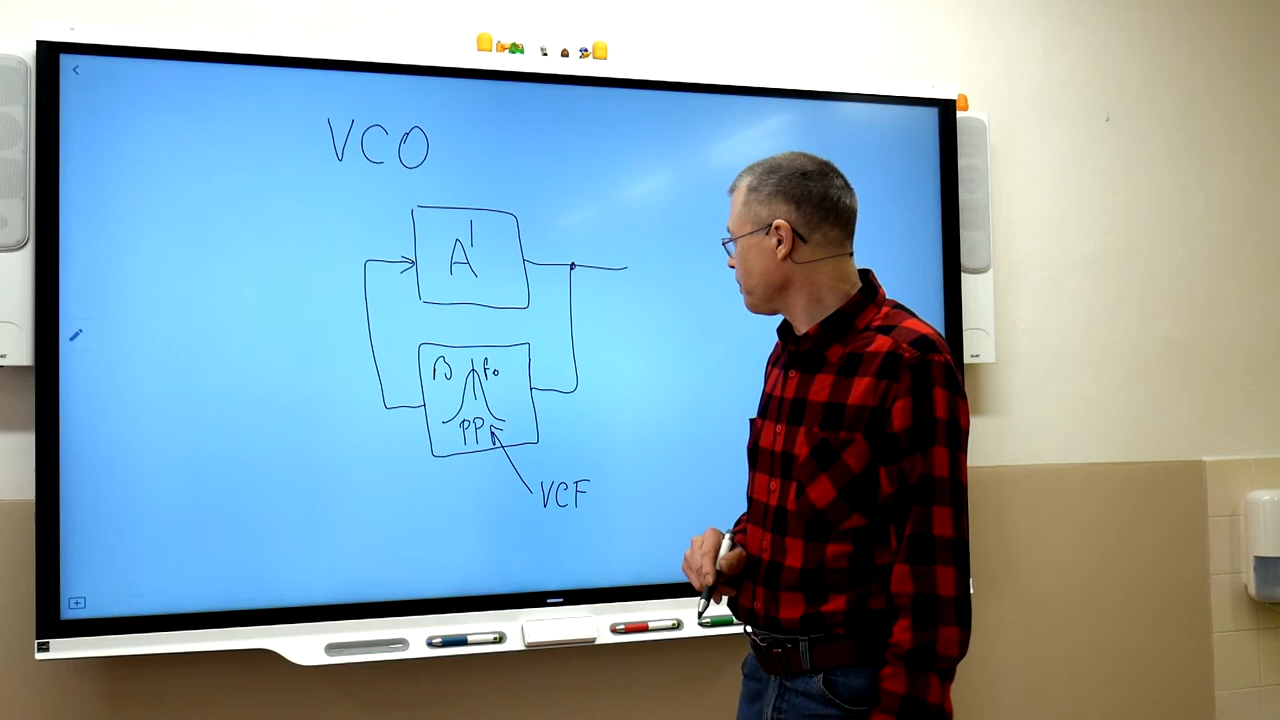 VCO
A'
β f₀
PP
VCF